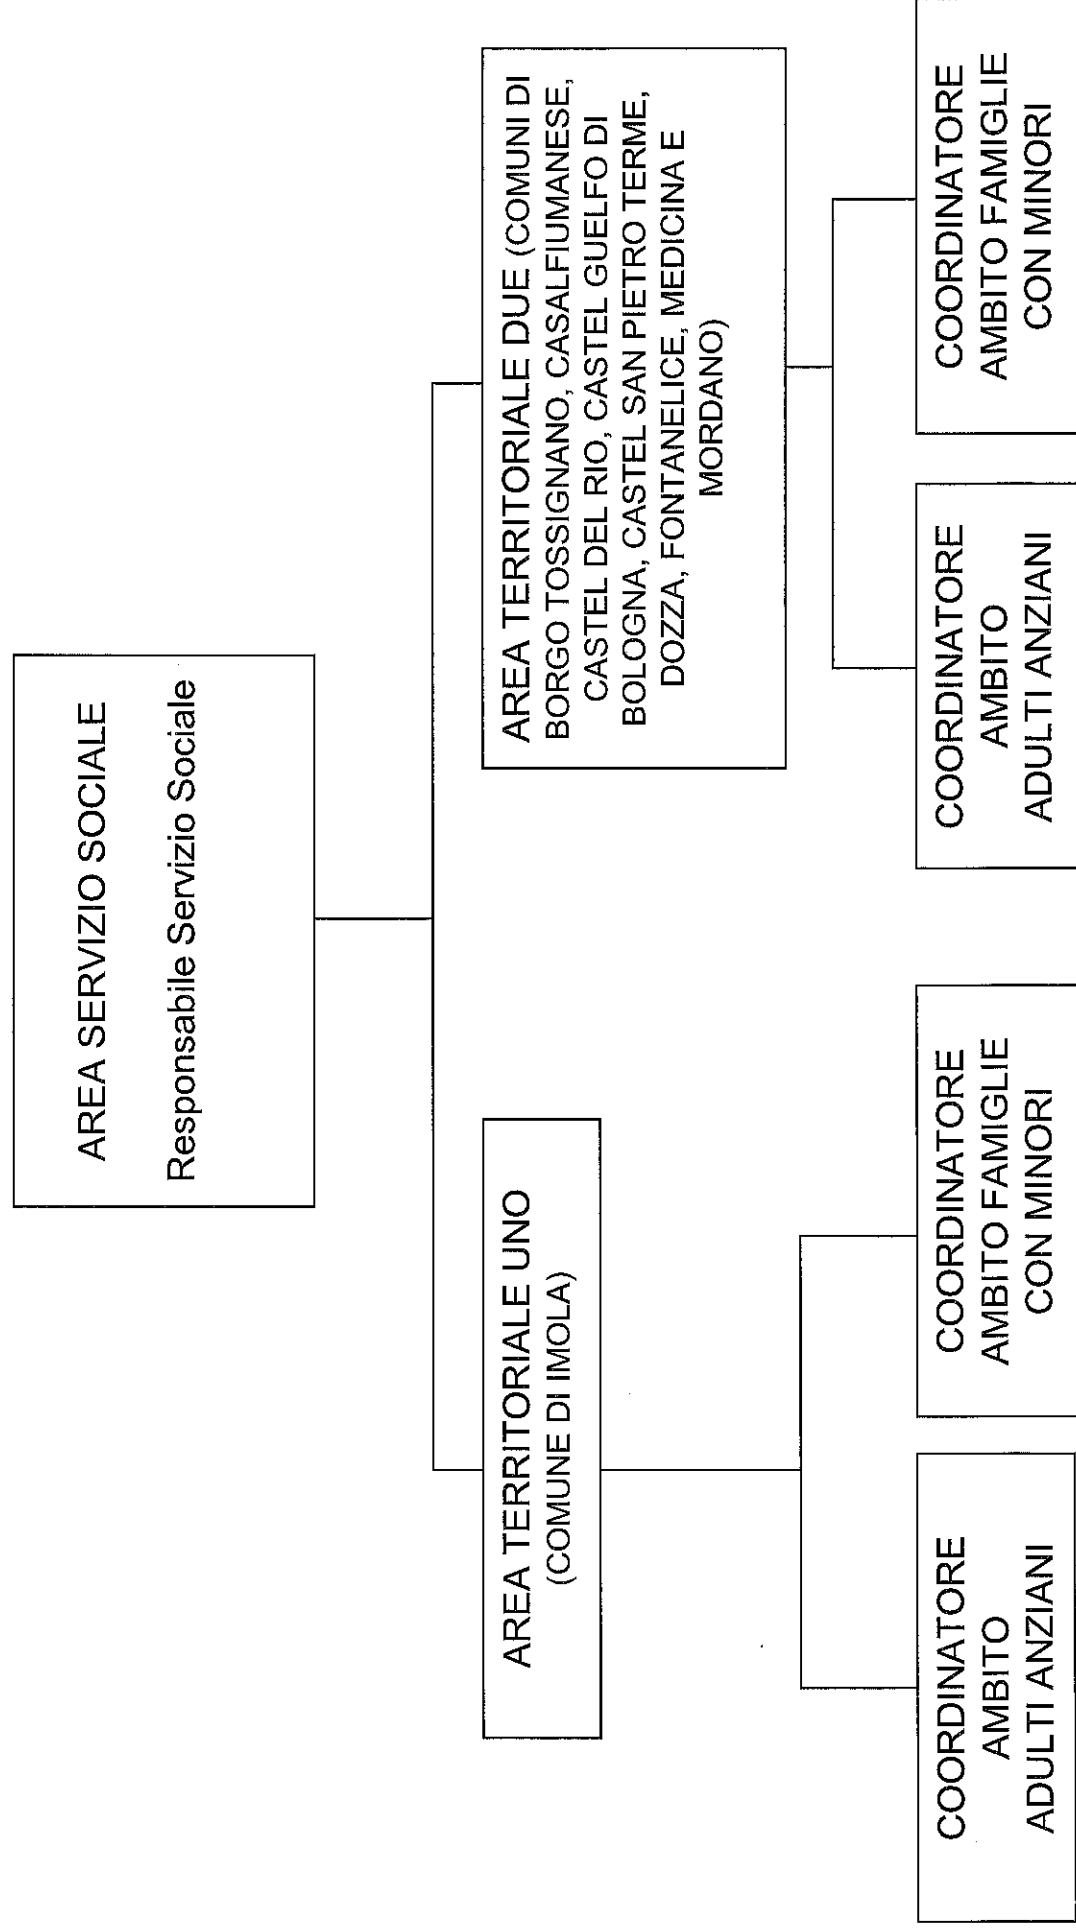 AREA SERVIZIO SOCIALE
Responsabile Servizio Sociale
AREA TERRITORIALE UNO
(COMUNE DI IMOLA)
AREA TERRITORIALE DUE (COMUNI DI
BORGO TOSSIGNANO, CASALFIUMANESE,
CASTEL DEL RIO, CASTEL GUELFO DI
BOLOGNA, CASTEL SAN PIETRO TERME,
DOZZA, FONTANELICE, MEDICINA E
MORDANO)
COORDINATORE
AMBITO
ADULTI ANZIANI
COORDINATORE
AMBITO FAMIGLIE
CON MINORI
COORDINATORE
AMBITO
ADULTI ANZIANI
COORDINATORE
AMBITO FAMIGLIE
CON MINORI